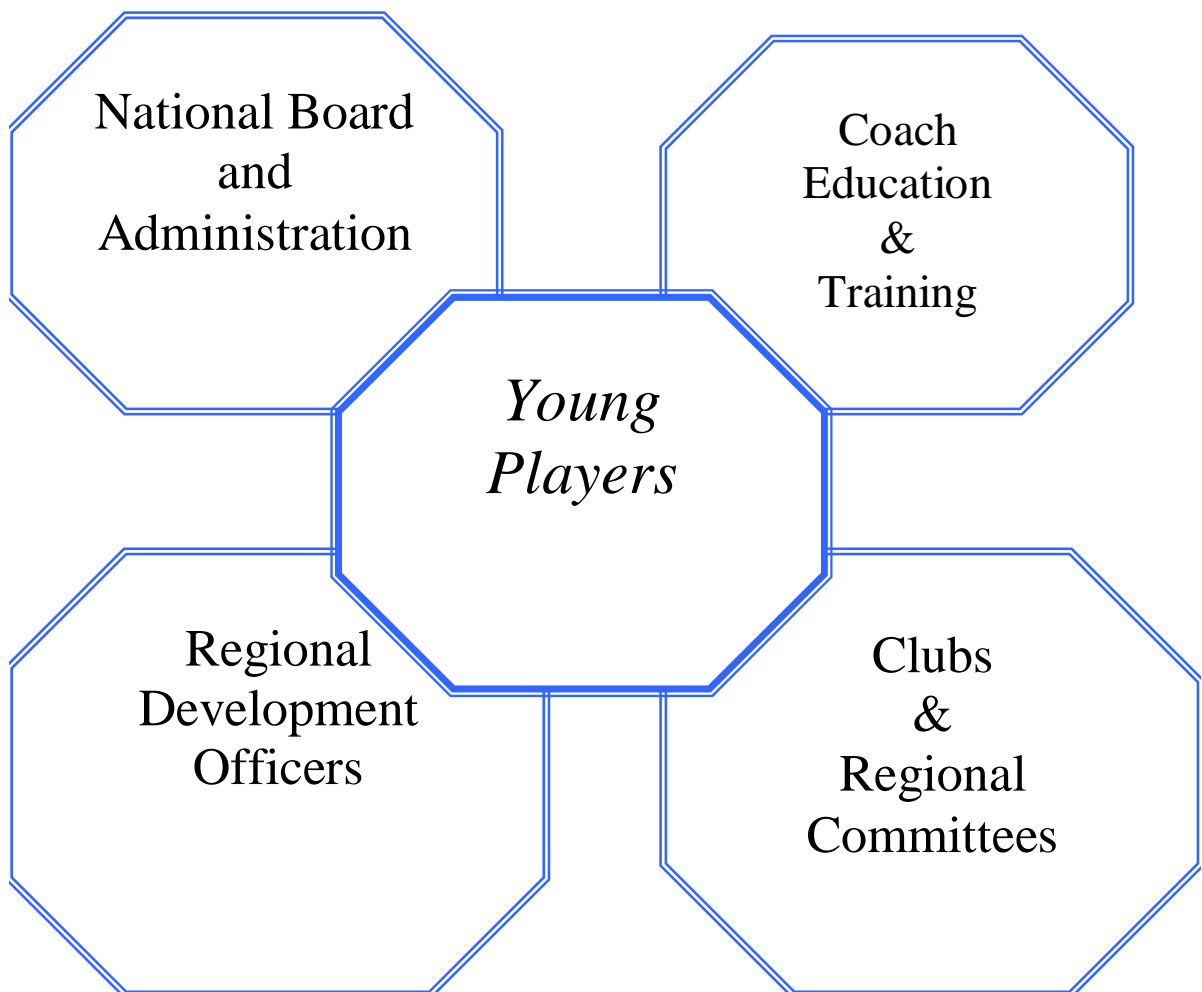 National Board
and
Administration
Coach
Education
&
Training
Young
Players
Regional
Development
Officers
Clubs
&
Regional
Committees